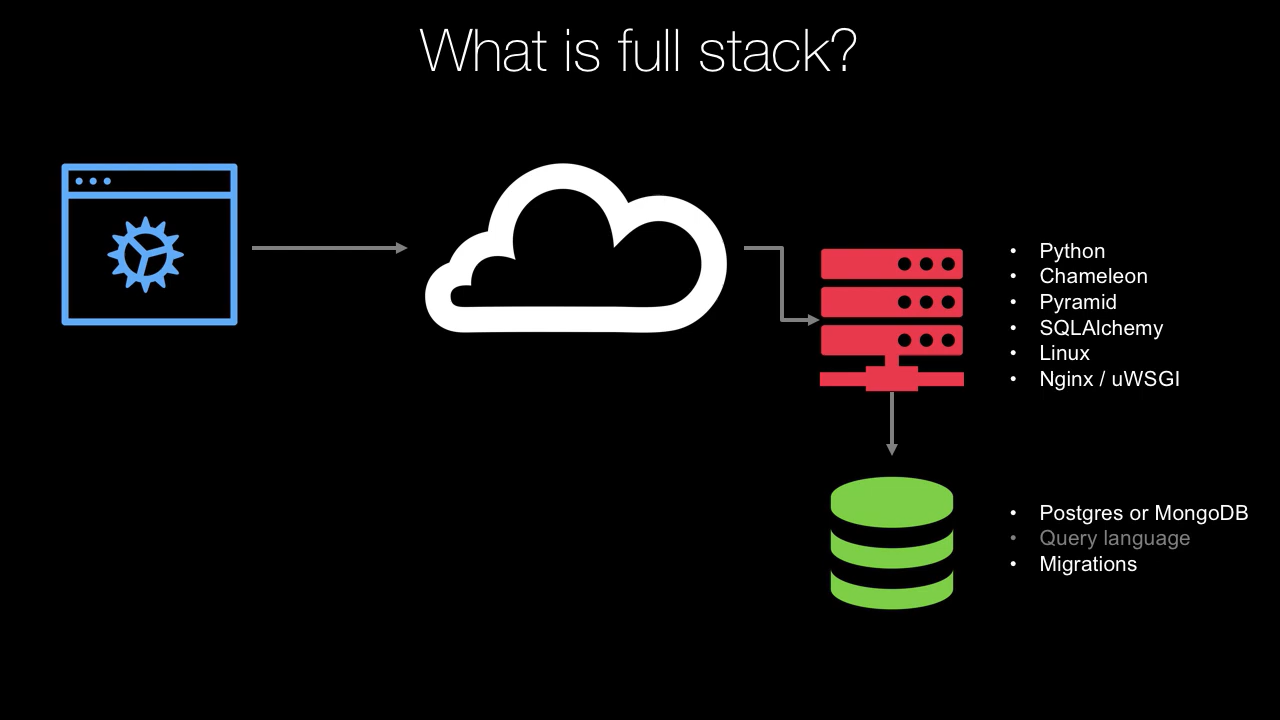 What is full stack?
• Python
• Chameleon
• Pyramid
• SQLAlchemy
• Linux
• Nginx / uWSGI
• Postgres or MongoDB
• Query language
• Migrations